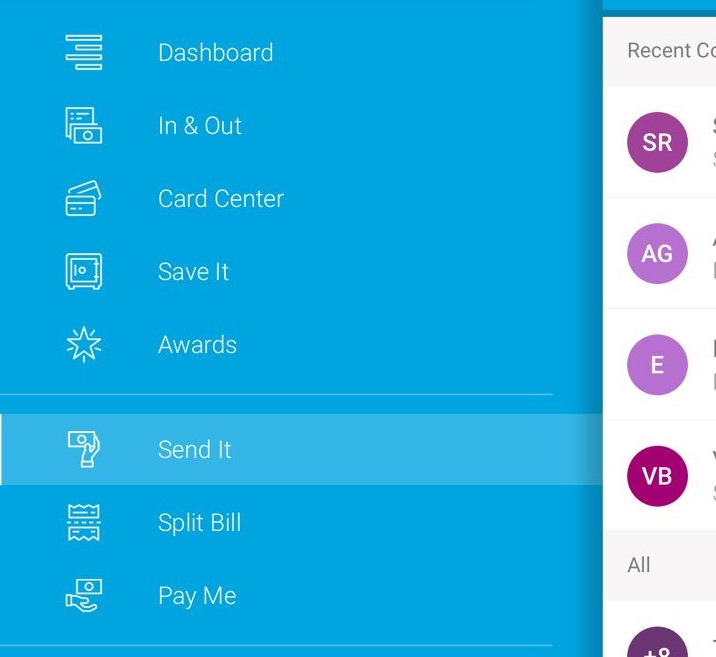 Dashboard
In & Out
Card Center
Save It
Awards
Send It
Split Bill
Pay Me
Recent
SR
AG
E
VB
All
+8